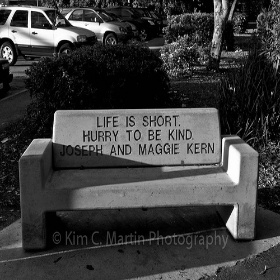 LIFE IS SHORT.
HURRY TO BE KIND.
JOSEPH AND MAGGIE KERN
© Kim C. Martin Photography